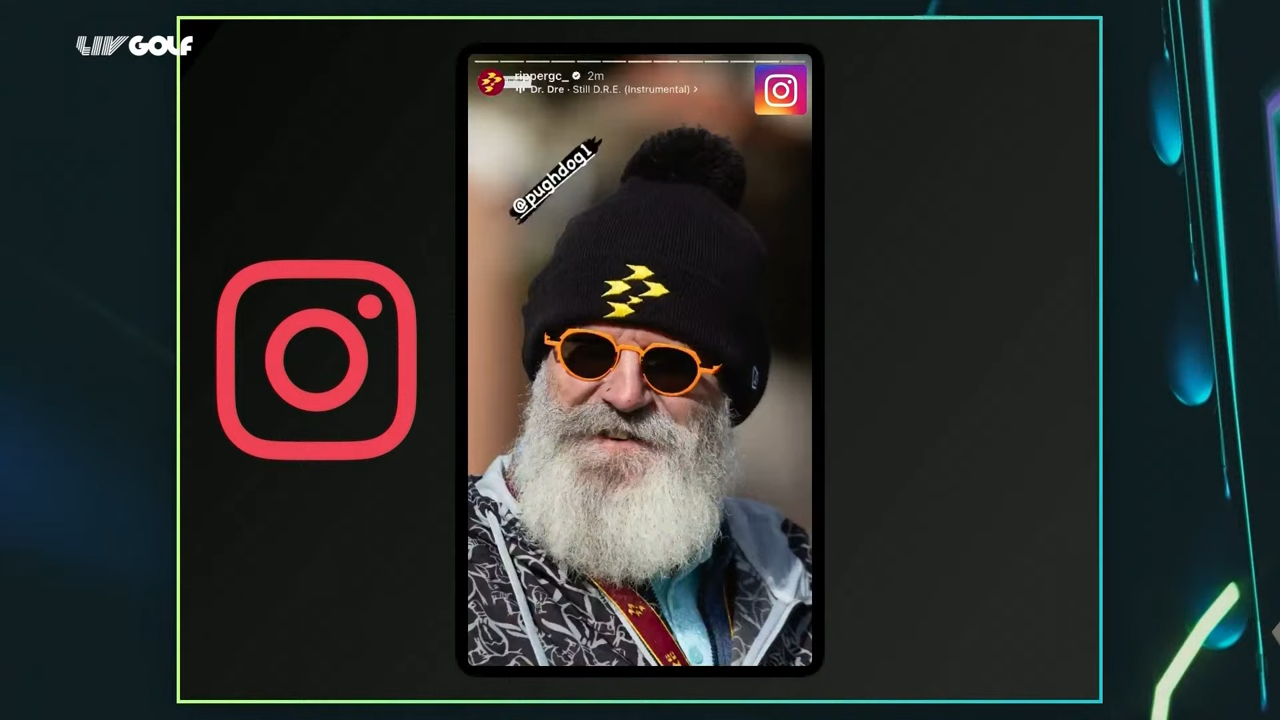 LIV GOLF
rippergc_ 2m
Dr. Dre · Still D.R.E. (Instrumental) >
@pughdog1